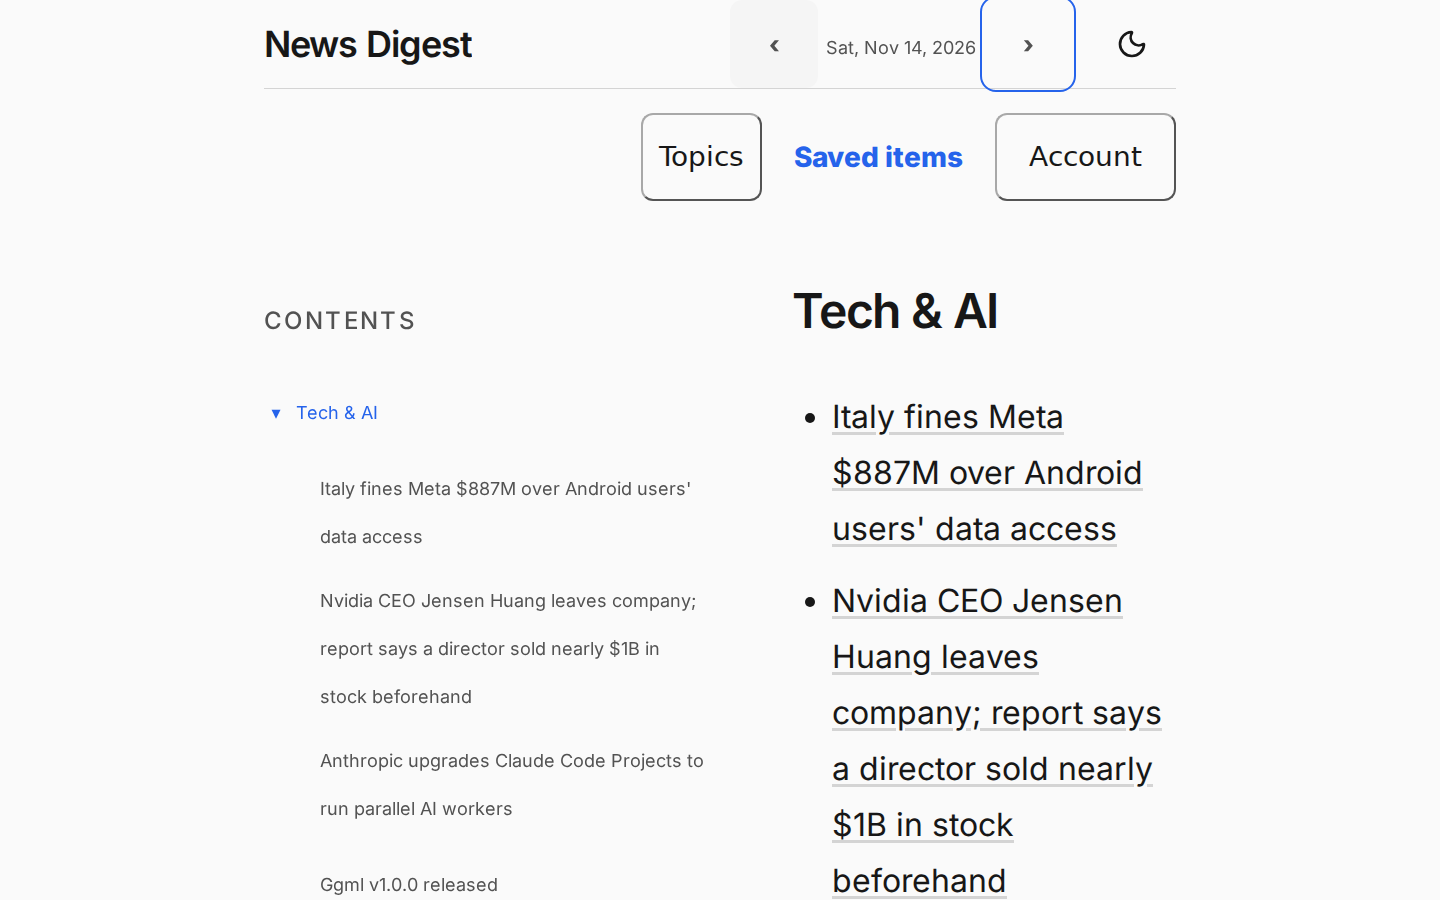 News Digest
‹ Sat, Nov 14, 2026 ›
Topics Saved items Account
CONTENTS
▼ Tech & AI
Italy fines Meta $887M over Android users'
data access
Nvidia CEO Jensen Huang leaves company;
report says a director sold nearly $1B in
stock beforehand
Anthropic upgrades Claude Code Projects to
run parallel AI workers
Ggml v1.0.0 released
Tech & AI
• Italy fines Meta
$887M over Android
users' data access
• Nvidia CEO Jensen
Huang leaves
company; report says
a director sold nearly
$1B in stock
beforehand